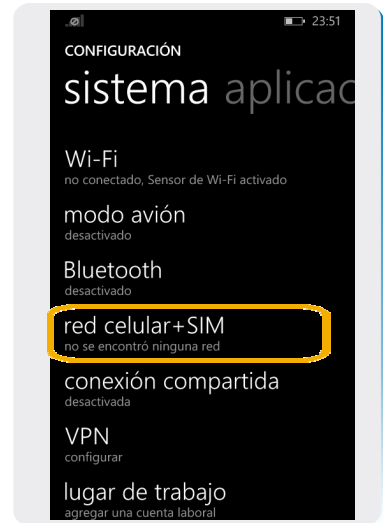 23:51
CONFIGURACIÓN
sistema aplicac
Wi-Fi
no conectado, Sensor de Wi-Fi activado
modo avión
desactivado
Bluetooth
desactivado
red celular+SIM
no se encontró ninguna red
conexión compartida
desactivada
VPN
configurar
lugar de trabajo
agregar una cuenta laboral